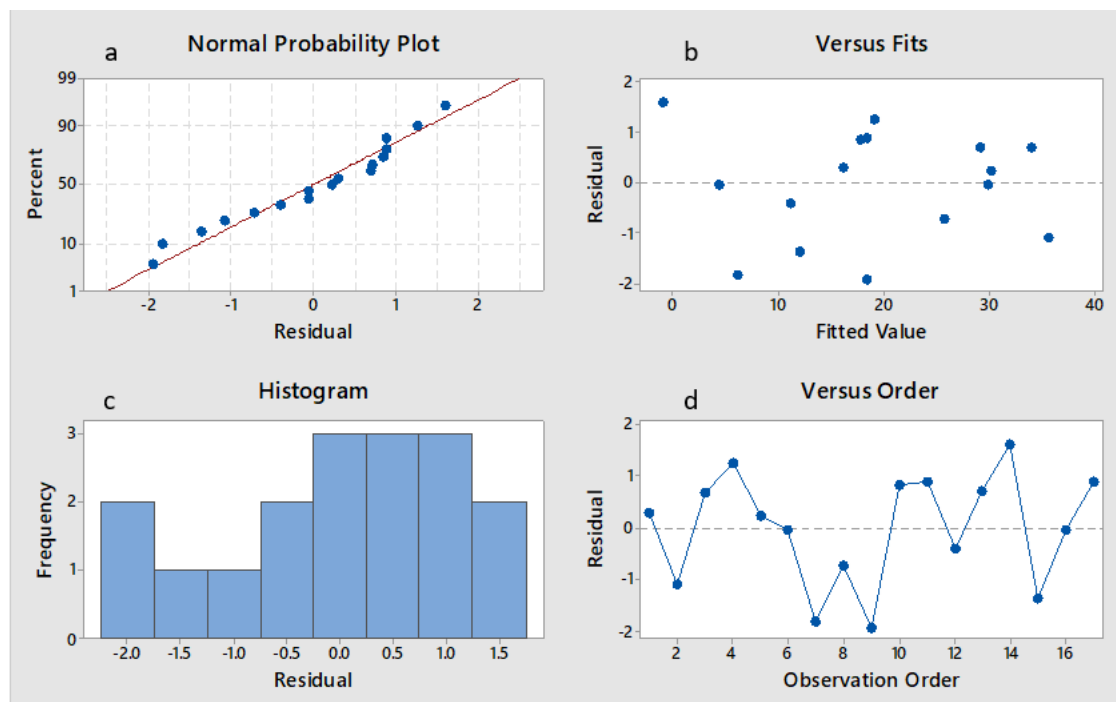 a
Normal Probability Plot
99
90
50
10
1
Percent
-2 -1 0 1 2
Residual
b
Versus Fits
2
1
0
-1
-2
Residual
0 10 20 30 40
Fitted Value
c
Histogram
3
2
1
0
Frequency
-2.0 -1.5 -1.0 -0.5 0.0 0.5 1.0 1.5
Residual
d
Versus Order
2
1
0
-1
-2
Residual
2 4 6 8 10 12 14 16
Observation Order